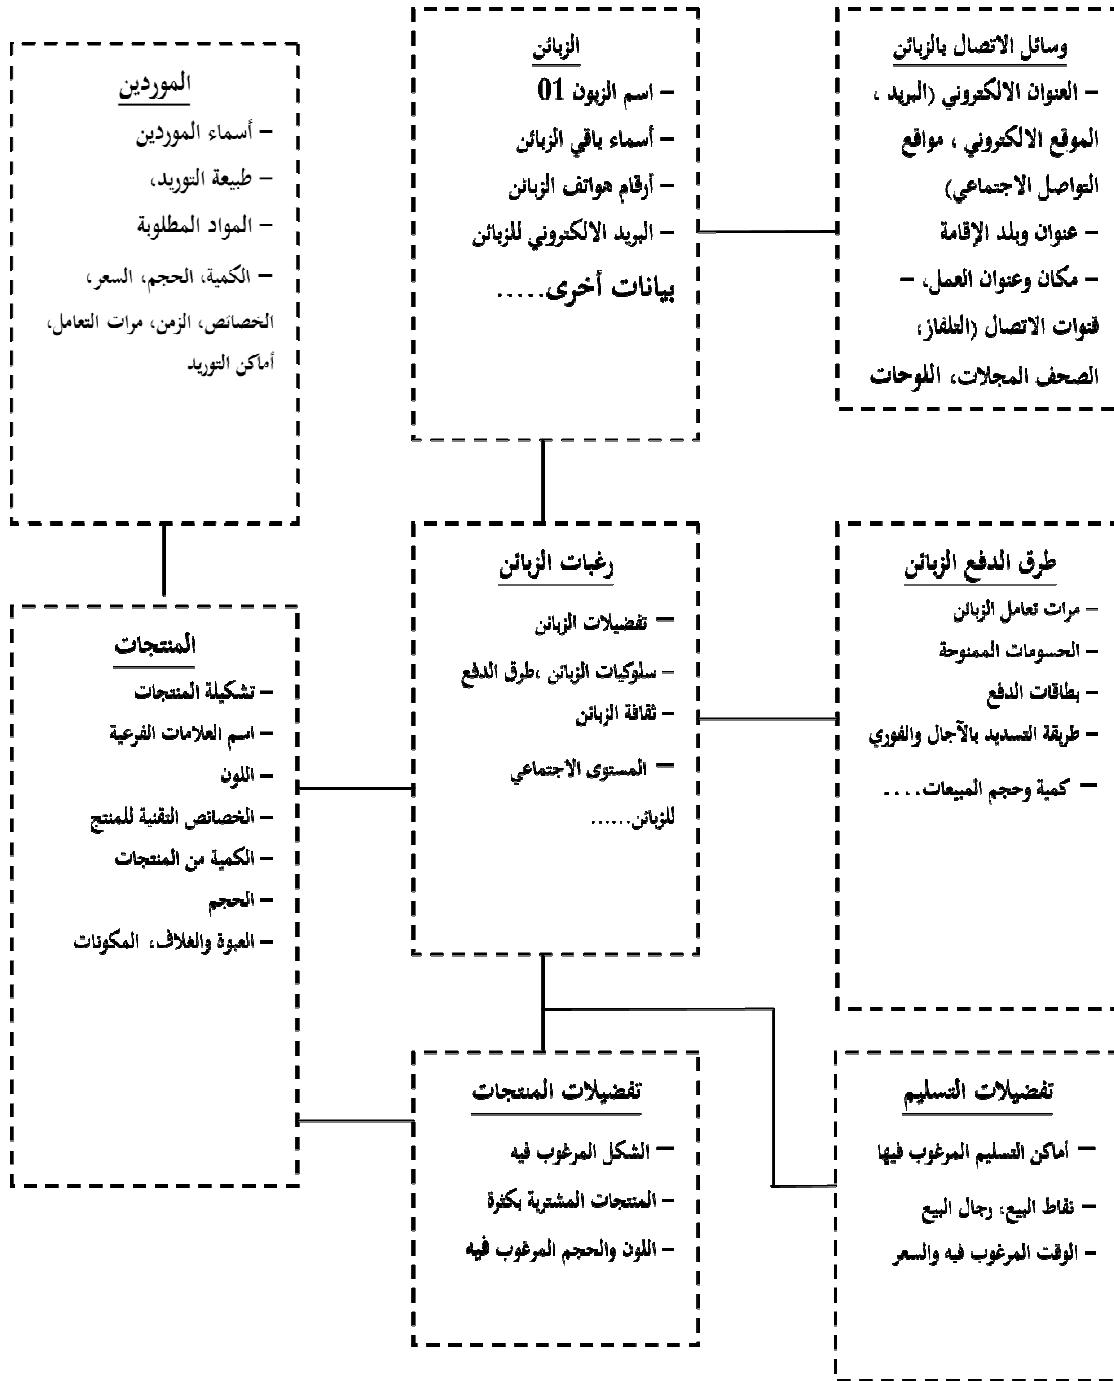 وسائل الاتصال بالزبائن
– العنوان الالكتروني (البريد ،
الموقع الالكتروني ، مواقع
التواصل الاجتماعي)
– عنوان وبلد الإقامة
– مكان وعنوان العمل، –
قنوات الاتصال (التلفاز،
الصحف المجلات، اللوحات
الزبائن
– اسم الزبون 01
– أسماء باقي الزبائن
– أرقام هواتف الزبائن
– البريد الالكتروني للزبائن
بيانات أخرى.....
الموردين
– أسماء الموردين
– طبيعة التوريد،
– المواد المطلوبة
– الكمية، الحجم، السعر،
الخصائص، الزمن، مرات التعامل،
أماكن التوريد
طرق الدفع الزبائن
– مرات تعامل الزبائن
– الحسومات الممنوحة
– بطاقات الدفع
– طريقة التسديد بالآجال والفوري
– كمية وحجم المبيعات....
رغبات الزبائن
– تفضيلات الزبائن
– سلوكيات الزبائن ،طرق الدفع
– ثقافة الزبائن
– المستوى الاجتماعي
للزبائن......
المنتجات
– تشكيلة المنتجات
– اسم العلامات الفرعية
– اللون
– الخصائص التقنية للمنتج
– الكمية من المنتجات
– الحجم
– العبوة والغلاف، المكونات
تفضيلات التسليم
– أماكن التسليم المرغوب فيها
– نقاط البيع، رجال البيع
– الوقت المرغوب فيه والسعر
تفضيلات المنتجات
– الشكل المرغوب فيه
– المنتجات المشترية بكثرة
– اللون والحجم المرغوب فيه